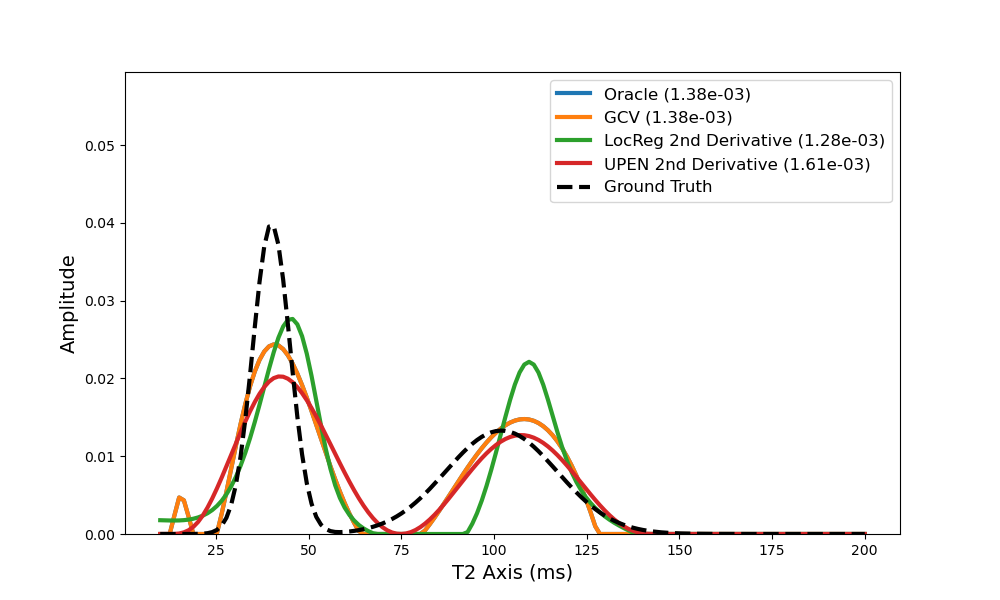 Oracle (1.38e-03)
GCV (1.38e-03)
LocReg 2nd Derivative (1.28e-03)
UPEN 2nd Derivative (1.61e-03)
Ground Truth
Amplitude
0.05
0.04
0.03
0.02
0.01
0.00
25 50 75 100 125 150 175 200
T2 Axis (ms)